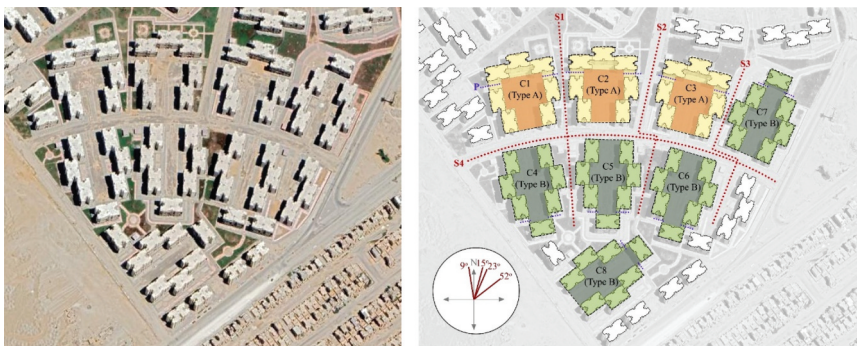 S1
S2
S3
P
C1
(Type A)
C2
(Type A)
C3
(Type A)
C7
(Type B)
S4
C4
(Type B)
C5
(Type B)
C6
(Type B)
C8
(Type B)
9° N 15° 23°
52°